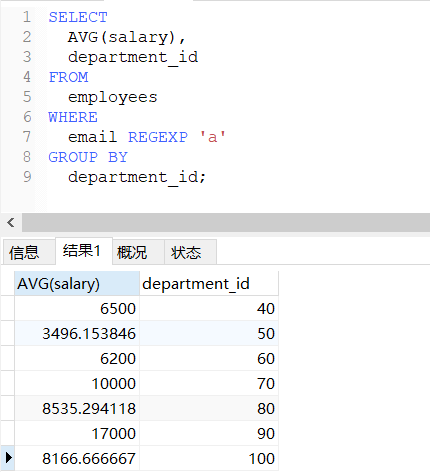 1 SELECT
2 AVG(salary),
3 department_id
4 FROM
5 employees
6 WHERE
7 email REGEXP 'a'
8 GROUP BY
9 department_id;
信息 结果1 概况 状态
AVG(salary) department_id
6500 40
3496.153846 50
6200 60
10000 70
8535.294118 80
17000 90
8166.666667 100